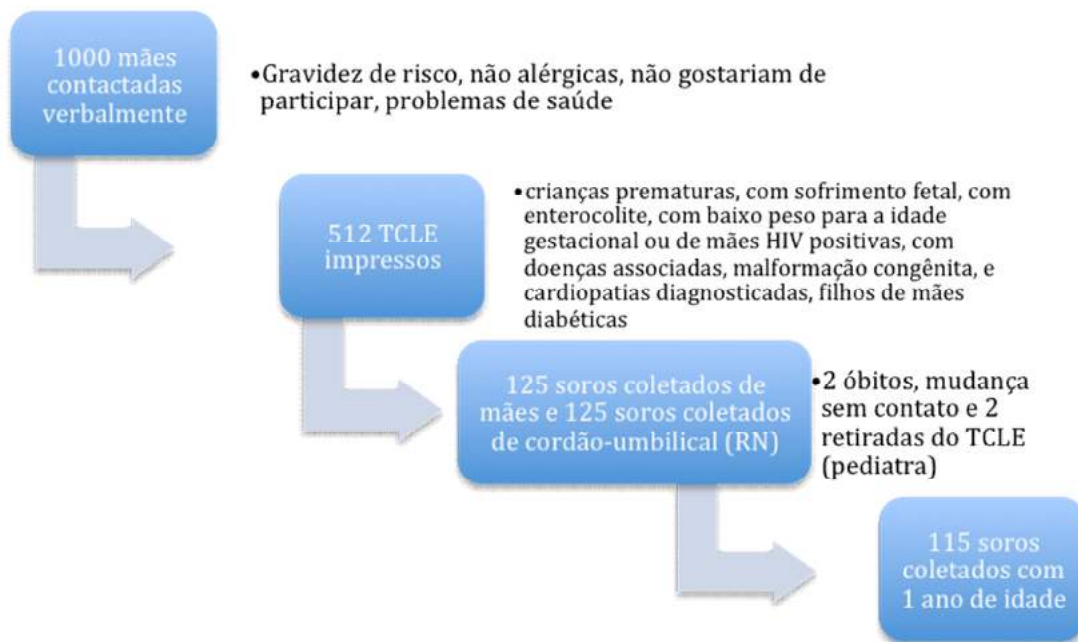 1000 mães
contactadas
verbalmente
•Gravidez de risco, não alérgicas, não gostariam de
participar, problemas de saúde
512 TCLE
impressos
•crianças prematuras, com sofrimento fetal, com
enterocolite, com baixo peso para a idade
gestacional ou de mães HIV positivas, com
doenças associadas, malformação congênita, e
cardiopatias diagnosticadas, filhos de mães
diabéticas
125 soros coletados de
mães e 125 soros coletados
de cordão-umbilical (RN)
•2 óbitos, mudança
sem contato e 2
retiradas do TCLE
(pediatra)
115 soros
coletados com
1 ano de idade